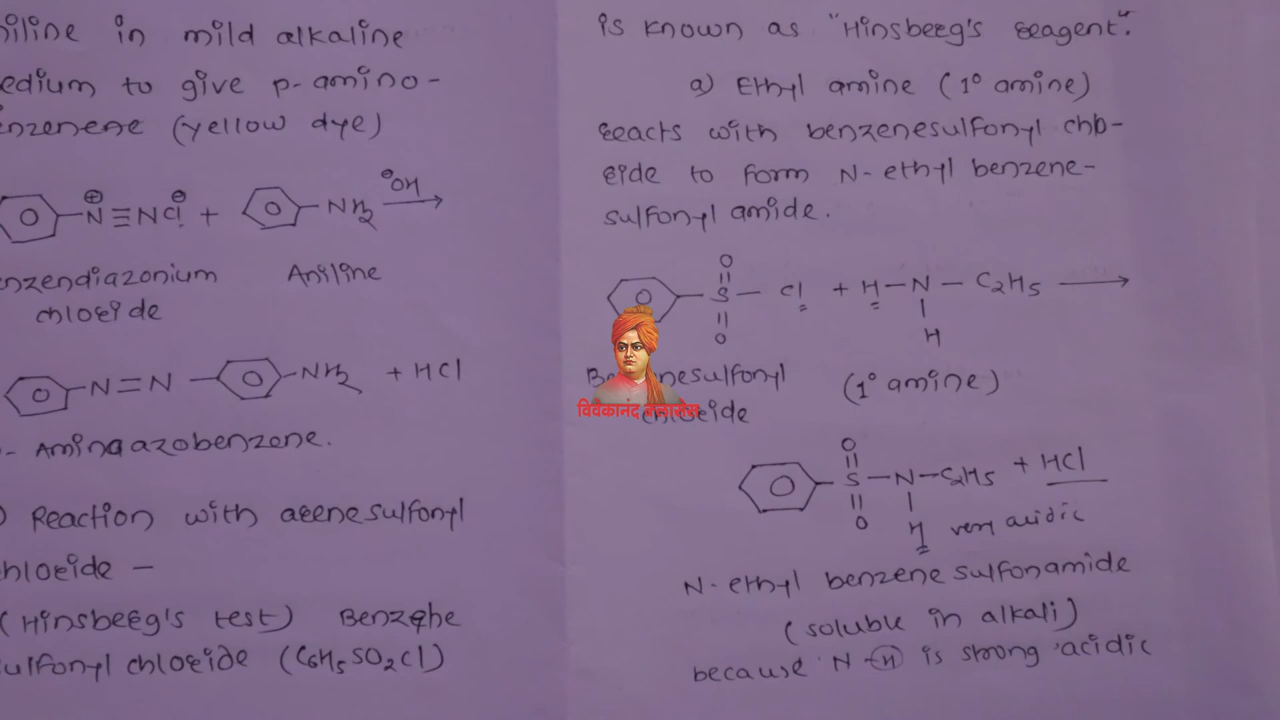 niline in mild alkaline
edium to give p-amino-
nzenene (yellow dye)
N≡NCl + NH2 OH →
nzendiazonium Aniline
chloride
N=N NH2 + HCl
- Aminoazobenzene.
) Reaction with arenesulfonyl
hloride -
(Hinsberg's test) Benzene
ulfonyl chloride (C6H5SO2Cl)
is known as "Hinsberg's reagent."
a) Ethyl amine (1° amine)
reacts with benzenesulfonyl chlo-
ride to form N-ethyl benzene-
sulfonyl amide.
O
S - Cl + H-N - C2H5 →
O H
nesulfonyl (1° amine)
chloride
विवेकानंद क्लासेस
O
S-N-C2H5 + HCl
O H very acidic
N-ethyl benzene sulfonamide
(soluble in alkali)
because N-H is strong acidic